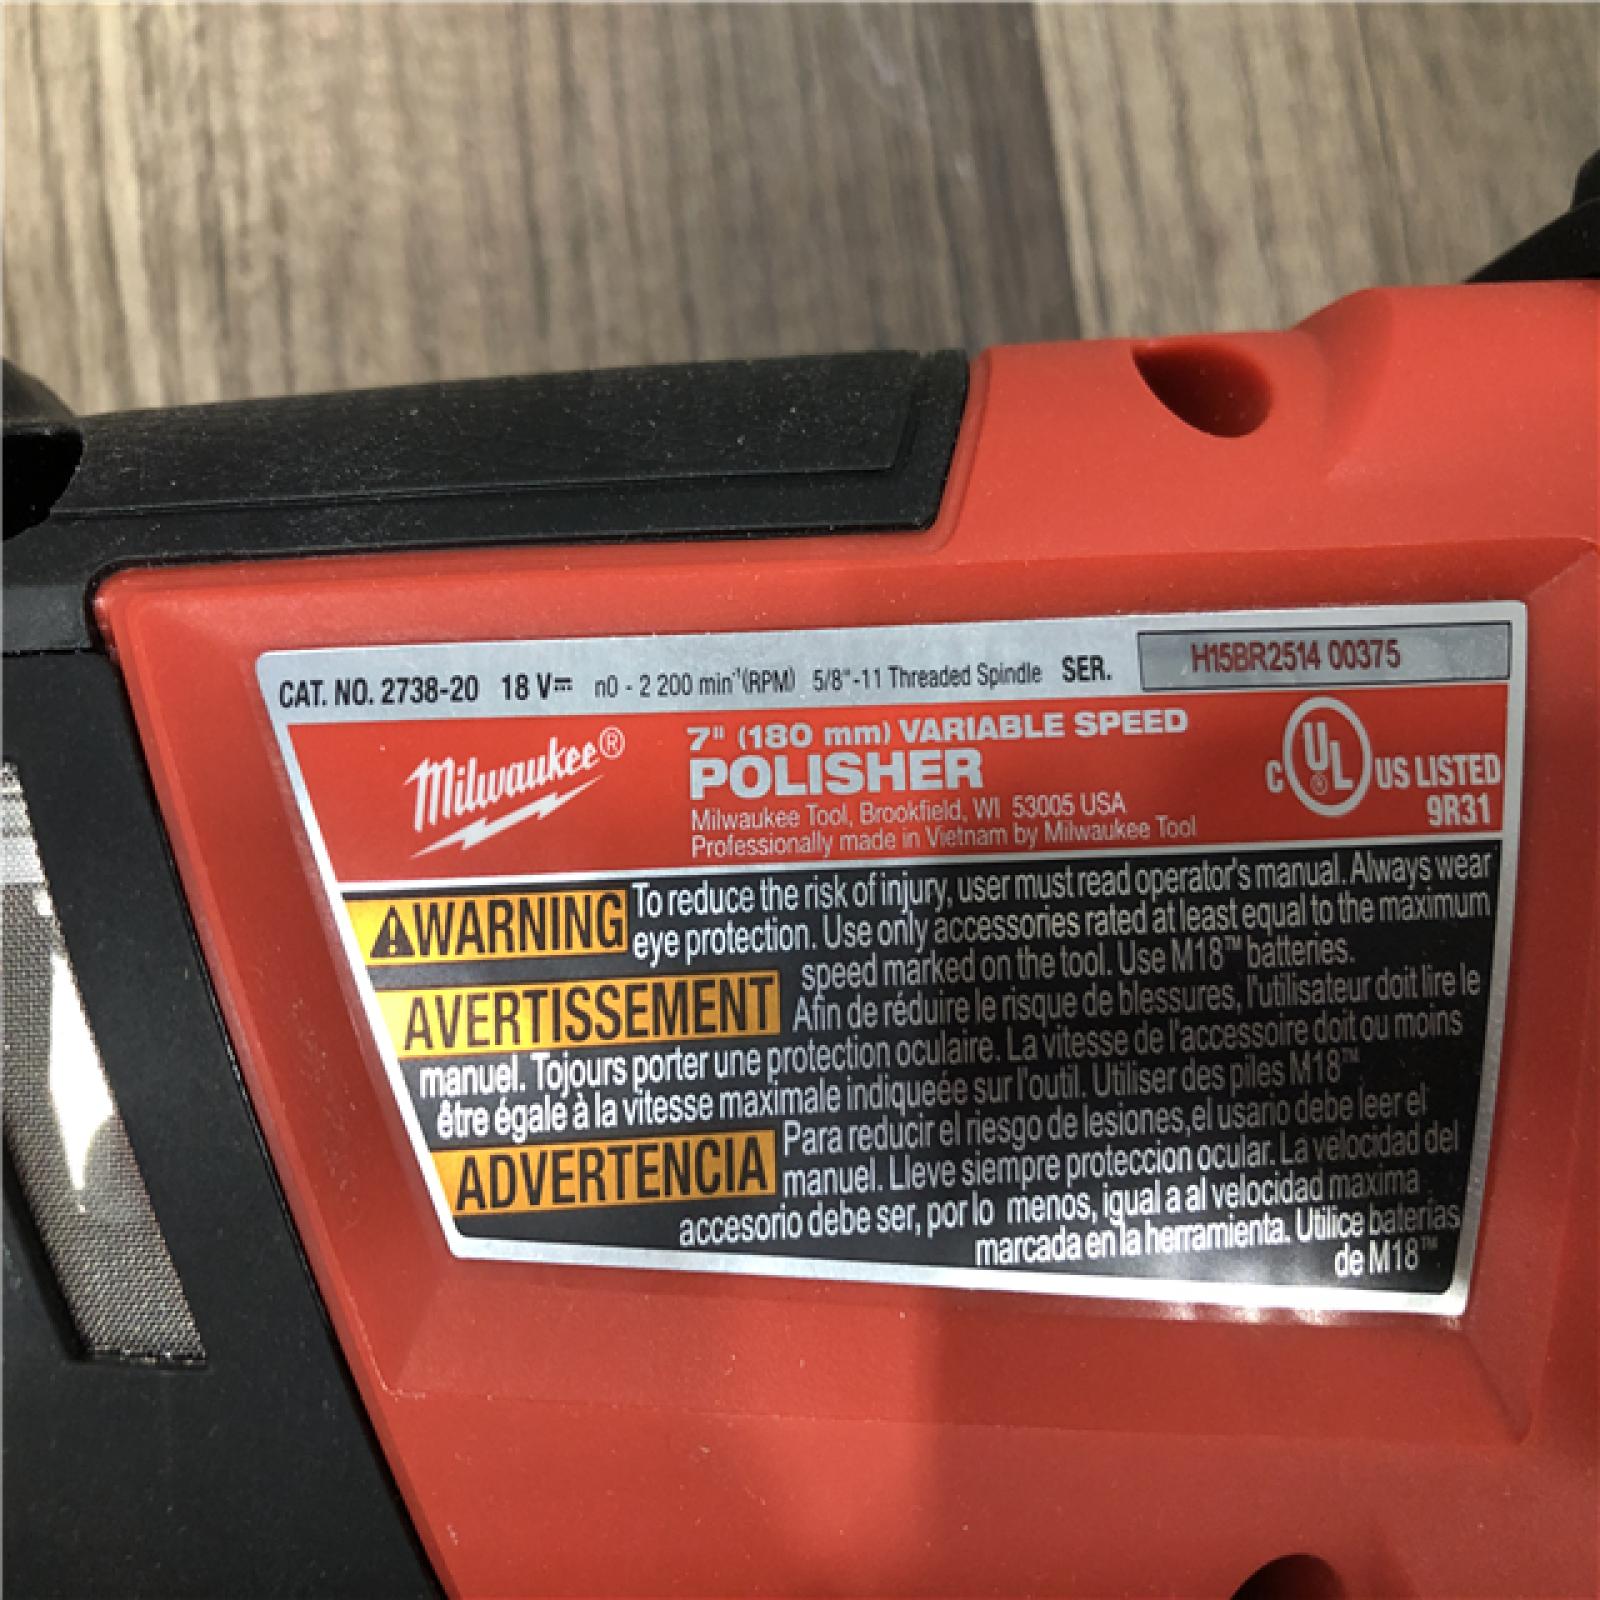 CAT. NO. 2738-20 18 V⎓ n0 - 2 200 min⁻¹(RPM) 5/8"-11 Threaded Spindle SER. H15BR2514 00375
Milwaukee®
7" (180 mm) VARIABLE SPEED
POLISHER
Milwaukee Tool, Brookfield, WI 53005 USA
Professionally made in Vietnam by Milwaukee Tool
C UL® US LISTED
9R31
⚠WARNING To reduce the risk of injury, user must read operator's manual. Always wear
eye protection. Use only accessories rated at least equal to the maximum
speed marked on the tool. Use M18™ batteries.
AVERTISSEMENT Afin de réduire le risque de blessures, l'utilisateur doit lire le
manuel. Tojours porter une protection oculaire. La vitesse de l'accessoire doit ou moins
être égale à la vitesse maximale indiqueée sur l'outil. Utiliser des piles M18™
ADVERTENCIA Para reducir el riesgo de lesiones,el usario debe leer el
manuel. Lleve siempre proteccion ocular. La velocidad del
accesorio debe ser, por lo menos, igual a al velocidad maxima
marcada en la herramienta. Utilice baterías
de M18™